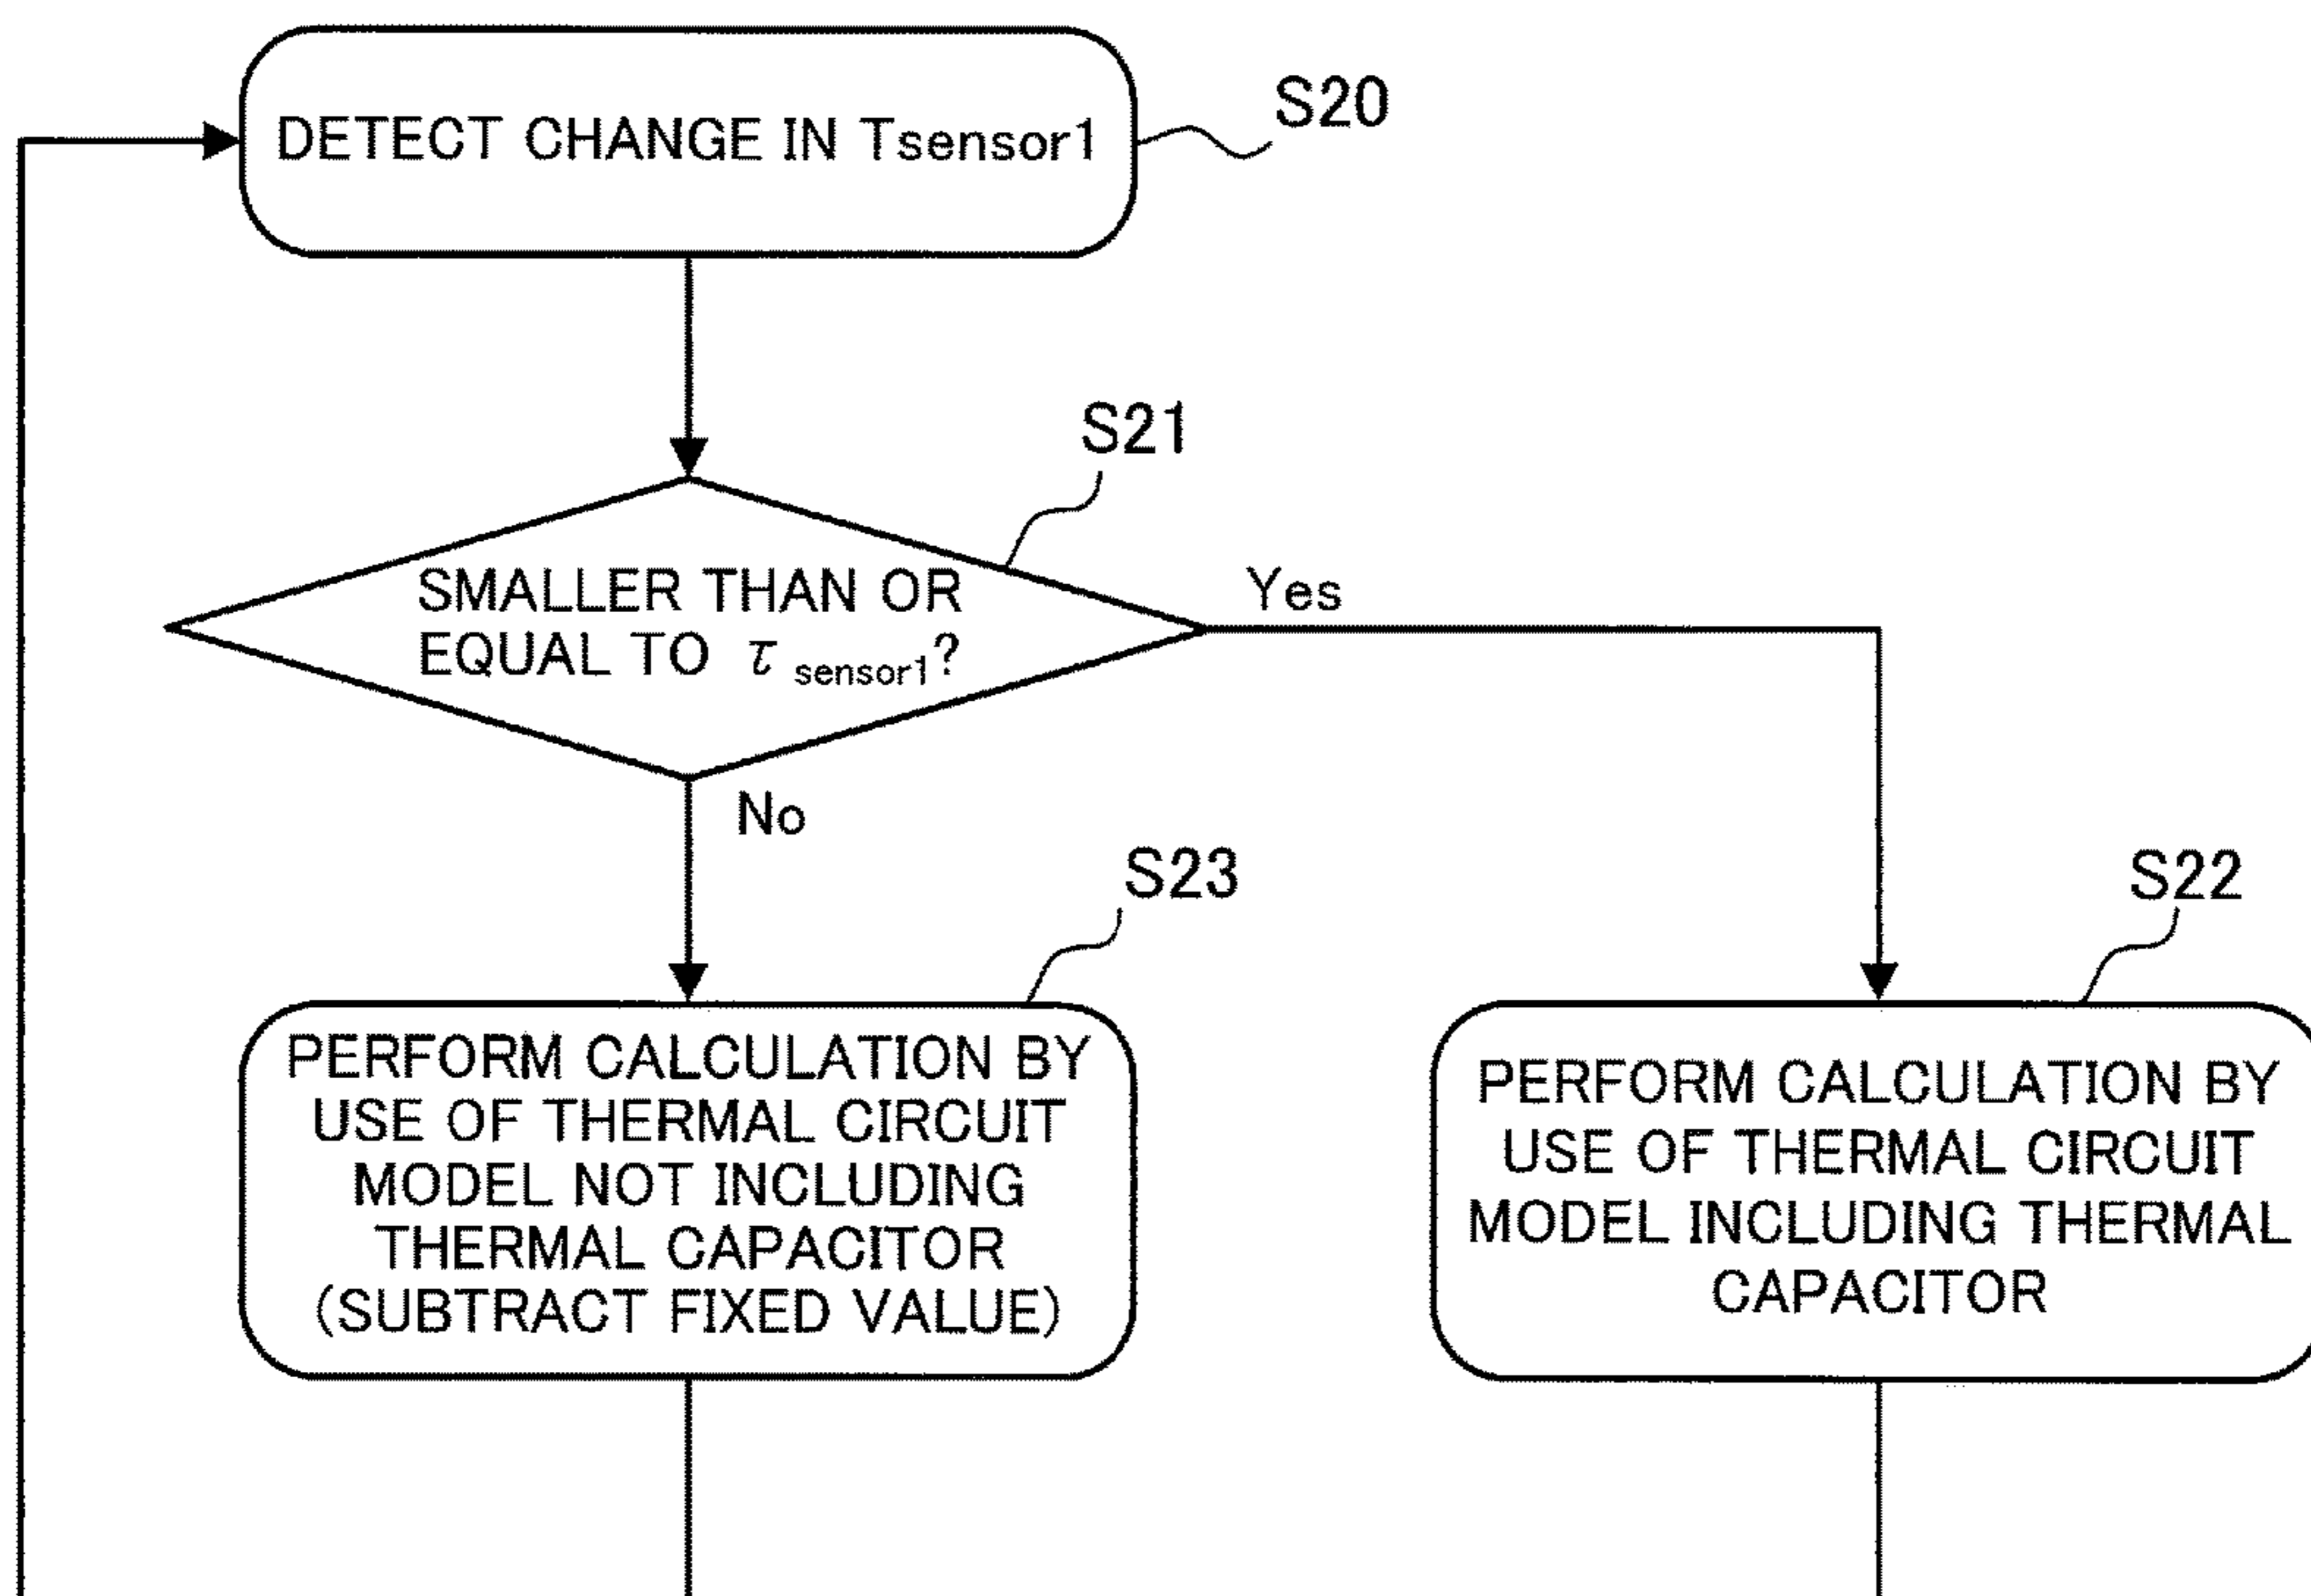 DETECT CHANGE IN Tsensor1
S20
S21
SMALLER THAN OR
EQUAL TO τ sensor1?
Yes
No
S23
PERFORM CALCULATION BY
USE OF THERMAL CIRCUIT
MODEL NOT INCLUDING
THERMAL CAPACITOR
(SUBTRACT FIXED VALUE)
S22
PERFORM CALCULATION BY
USE OF THERMAL CIRCUIT
MODEL INCLUDING THERMAL
CAPACITOR